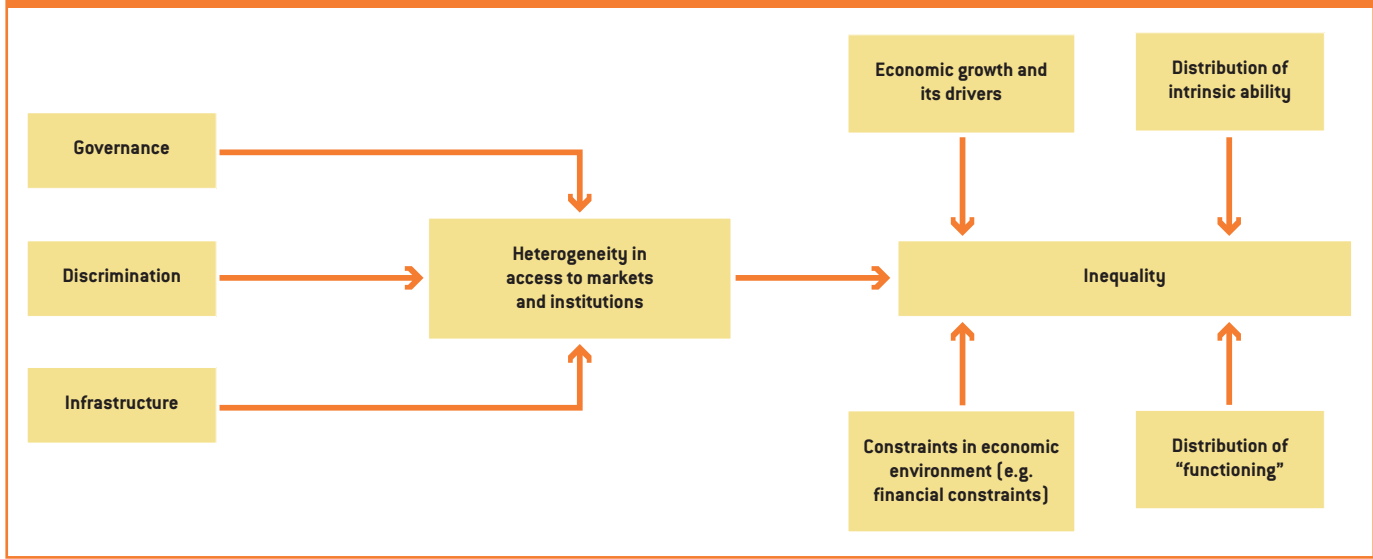 Governance
Discrimination
Infrastructure
Heterogeneity in
access to markets
and institutions
Economic growth and
its drivers
Distribution of
intrinsic ability
Inequality
Constraints in economic
environment (e.g.
financial constraints)
Distribution of
“functioning”